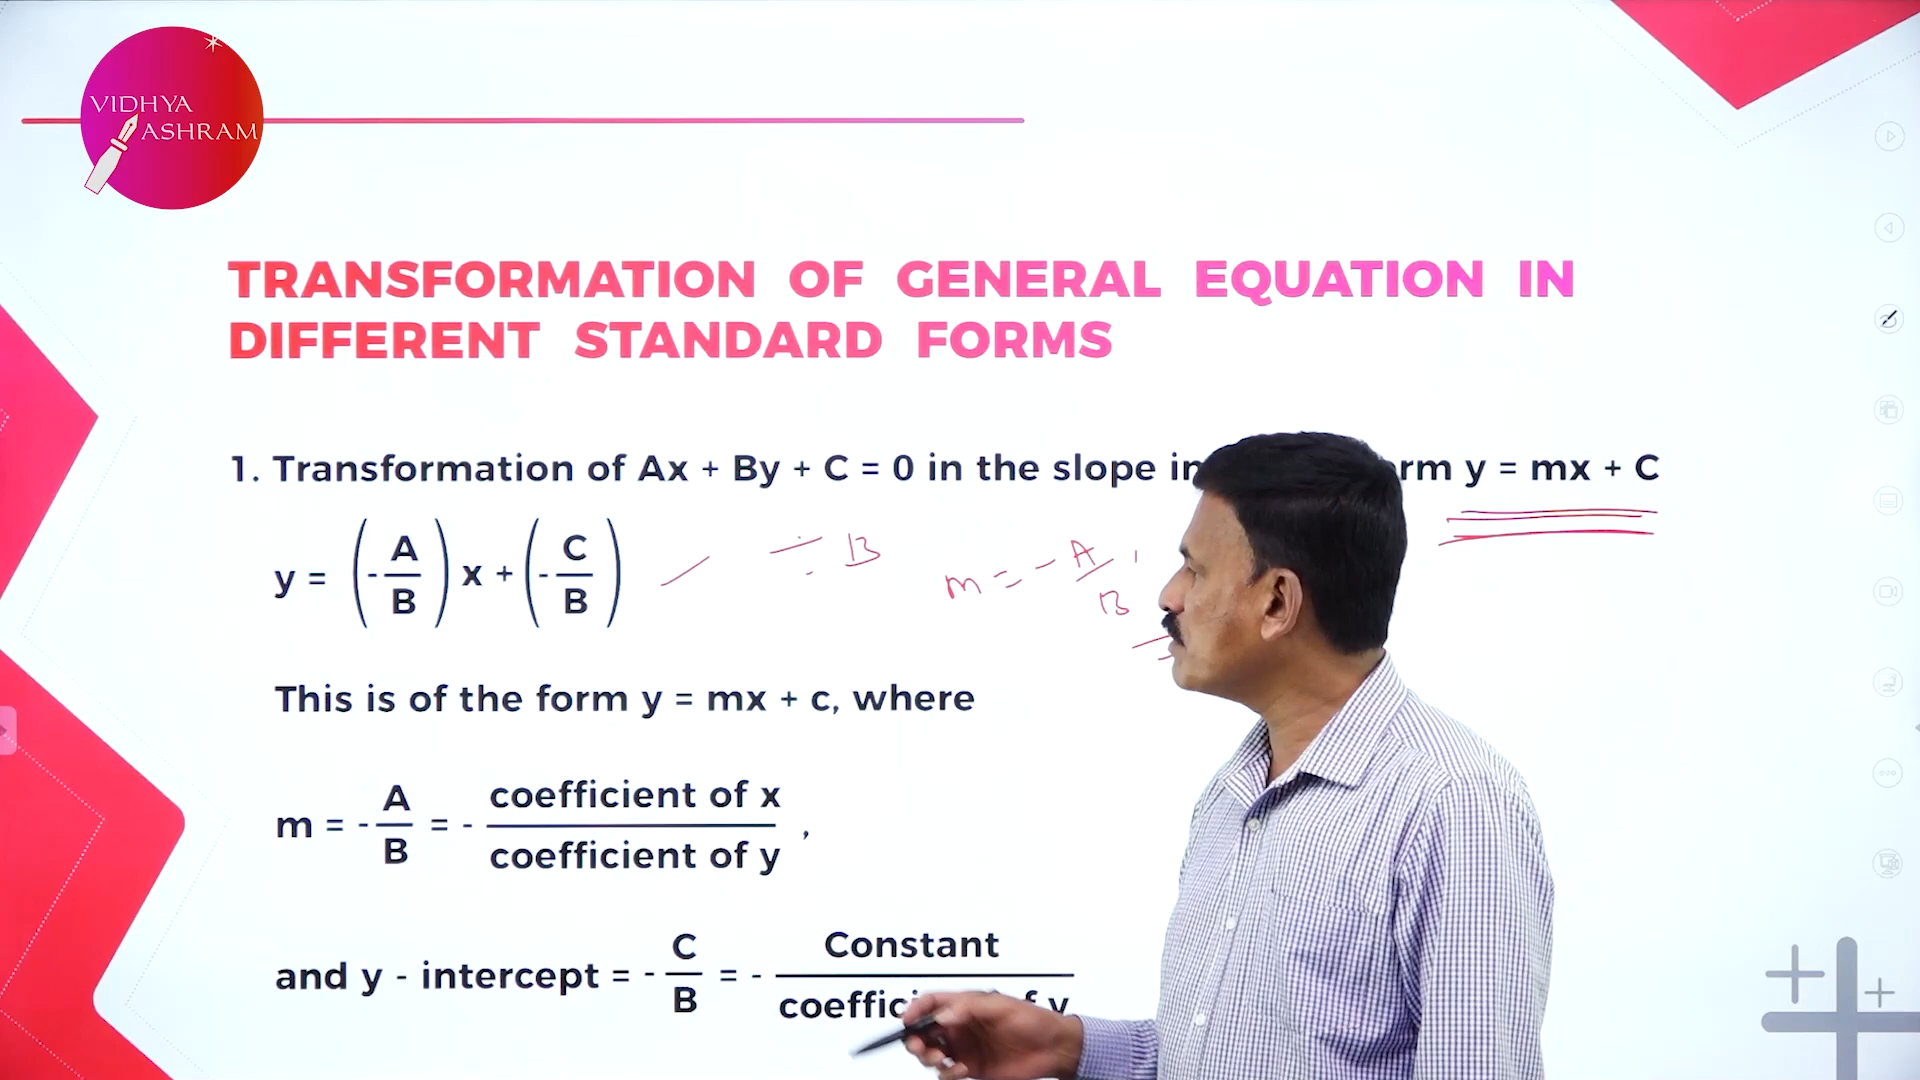 VIDHYA
ASHRAM
TRANSFORMATION OF GENERAL EQUATION IN
DIFFERENT STANDARD FORMS
1. Transformation of Ax + By + C = 0 in the slope in rm y = mx + C
y = (-A/B) x + (-C/B) ÷ B m = -A/B,
This is of the form y = mx + c, where
m = -A/B = - coefficient of x / coefficient of y ,
and y - intercept = -C/B = - Constant / coeffic f y